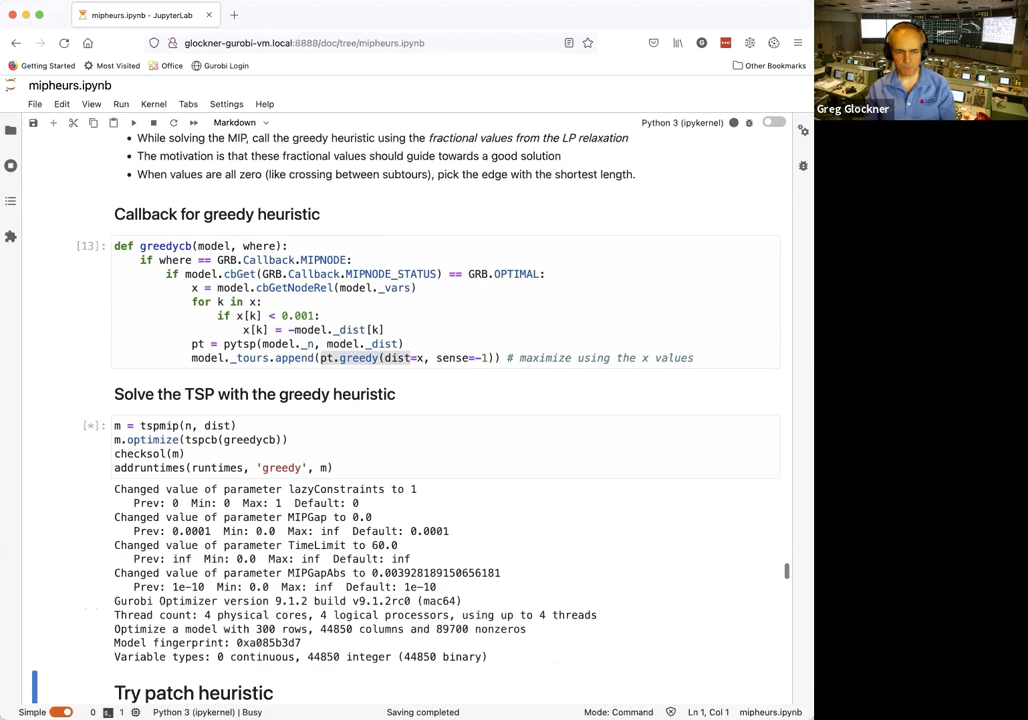 mipheurs.ipynb - JupyterLab
glockner-gurobi-vm.local:8888/doc/tree/mipheurs.ipynb
Getting Started
Most Visited
Office
Gurobi Login
Other Bookmarks
Greg Glockner
mipheurs.ipynb
File Edit View Run Kernel Tabs Settings Help
Markdown
Python 3 (ipykernel)
• While solving the MIP, call the greedy heuristic using the fractional values from the LP relaxation
• The motivation is that these fractional values should guide towards a good solution
• When values are all zero (like crossing between subtours), pick the edge with the shortest length.
Callback for greedy heuristic
[13]: def greedycb(model, where):
if where == GRB.Callback.MIPNODE:
if model.cbGet(GRB.Callback.MIPNODE_STATUS) == GRB.OPTIMAL:
x = model.cbGetNodeRel(model._vars)
for k in x:
if x[k] < 0.001:
x[k] = -model._dist[k]
pt = pytsp(model._n, model._dist)
model._tours.append(pt.greedy(dist=x, sense=-1)) # maximize using the x values
Solve the TSP with the greedy heuristic
[*]: m = tspmip(n, dist)
m.optimize(tspcb(greedycb))
checksol(m)
addruntimes(runtimes, 'greedy', m)
Changed value of parameter lazyConstraints to 1
Prev: 0 Min: 0 Max: 1 Default: 0
Changed value of parameter MIPGap to 0.0
Prev: 0.0001 Min: 0.0 Max: inf Default: 0.0001
Changed value of parameter TimeLimit to 60.0
Prev: inf Min: 0.0 Max: inf Default: inf
Changed value of parameter MIPGapAbs to 0.003928189150656181
Prev: 1e-10 Min: 0.0 Max: inf Default: 1e-10
Gurobi Optimizer version 9.1.2 build v9.1.2rc0 (mac64)
Thread count: 4 physical cores, 4 logical processors, using up to 4 threads
Optimize a model with 300 rows, 44850 columns and 89700 nonzeros
Model fingerprint: 0xa085b3d7
Variable types: 0 continuous, 44850 integer (44850 binary)
Try patch heuristic
Simple 0 1 Python 3 (ipykernel) | Busy Saving completed Mode: Command Ln 1, Col 1 mipheurs.ipynb